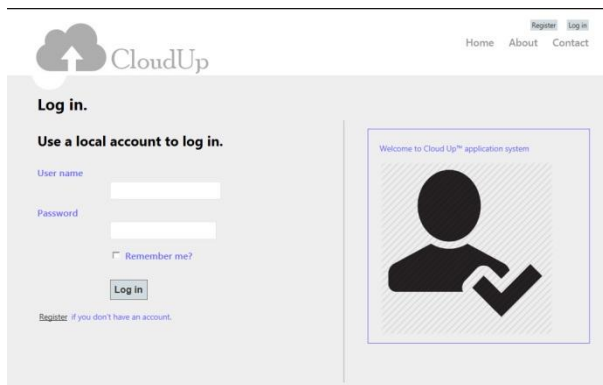 Register Log in
CloudUp
Home About Contact
Log in.
Use a local account to log in.
User name
Password
Remember me?
Log in
Register if you don't have an account.
Welcome to Cloud Up™ application system